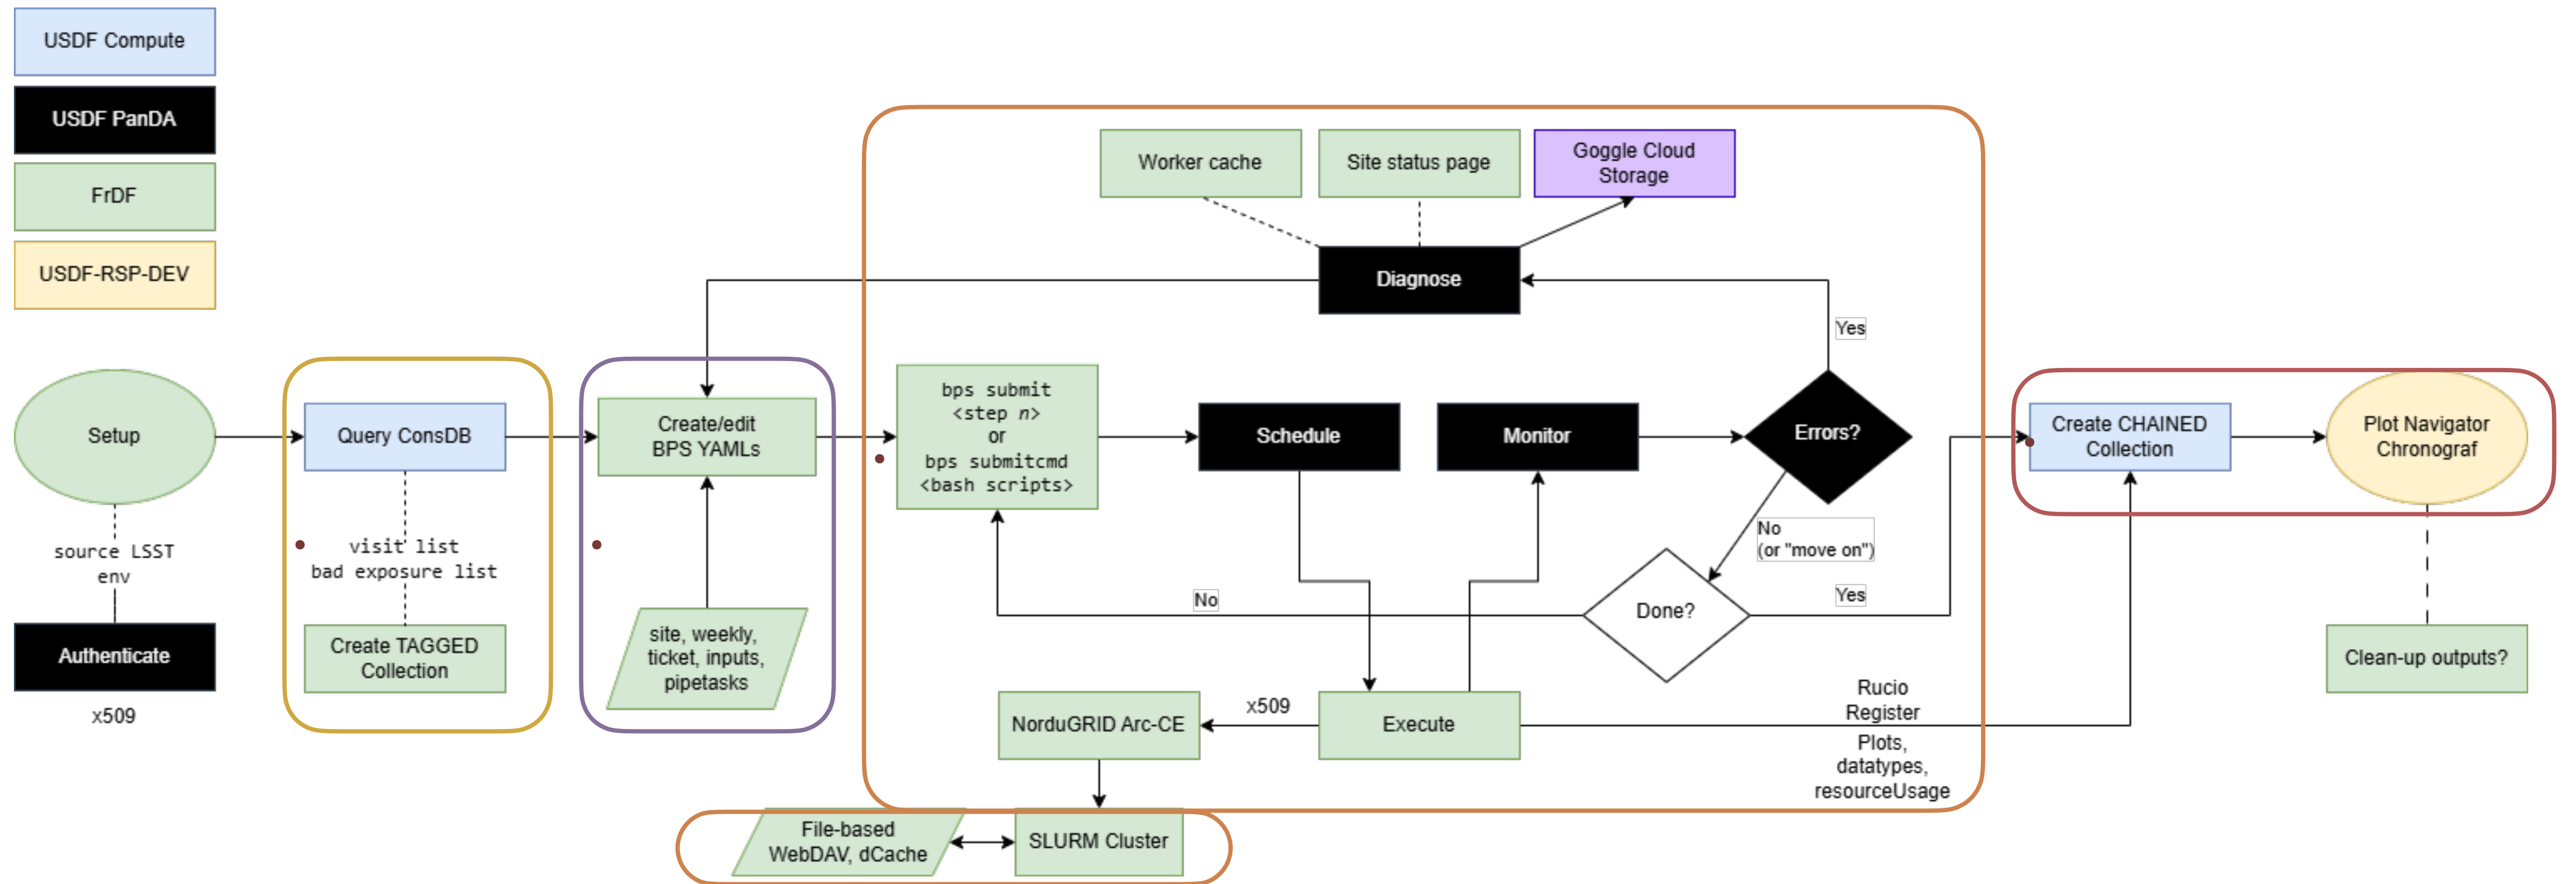 USDF Compute
USDF PanDA
FrDF
USDF-RSP-DEV
Worker cache
Site status page
Goggle Cloud
Storage
Diagnose
Yes
Setup
source LSST
env
Authenticate
x509
Query ConsDB
visit list
bad exposure list
Create TAGGED
Collection
Create/edit
BPS YAMLs
site, weekly,
ticket, inputs,
pipetasks
bps submit
<step n>
or
bps submitcmd
<bash scripts>
Schedule
Monitor
Errors?
No
(or "move on")
Done?
No
Yes
NorduGRID Arc-CE
x509
Execute
Rucio
Register
Plots,
datatypes,
resourceUsage
File-based
WebDAV, dCache
SLURM Cluster
Create CHAINED
Collection
Plot Navigator
Chronograf
Clean-up outputs?